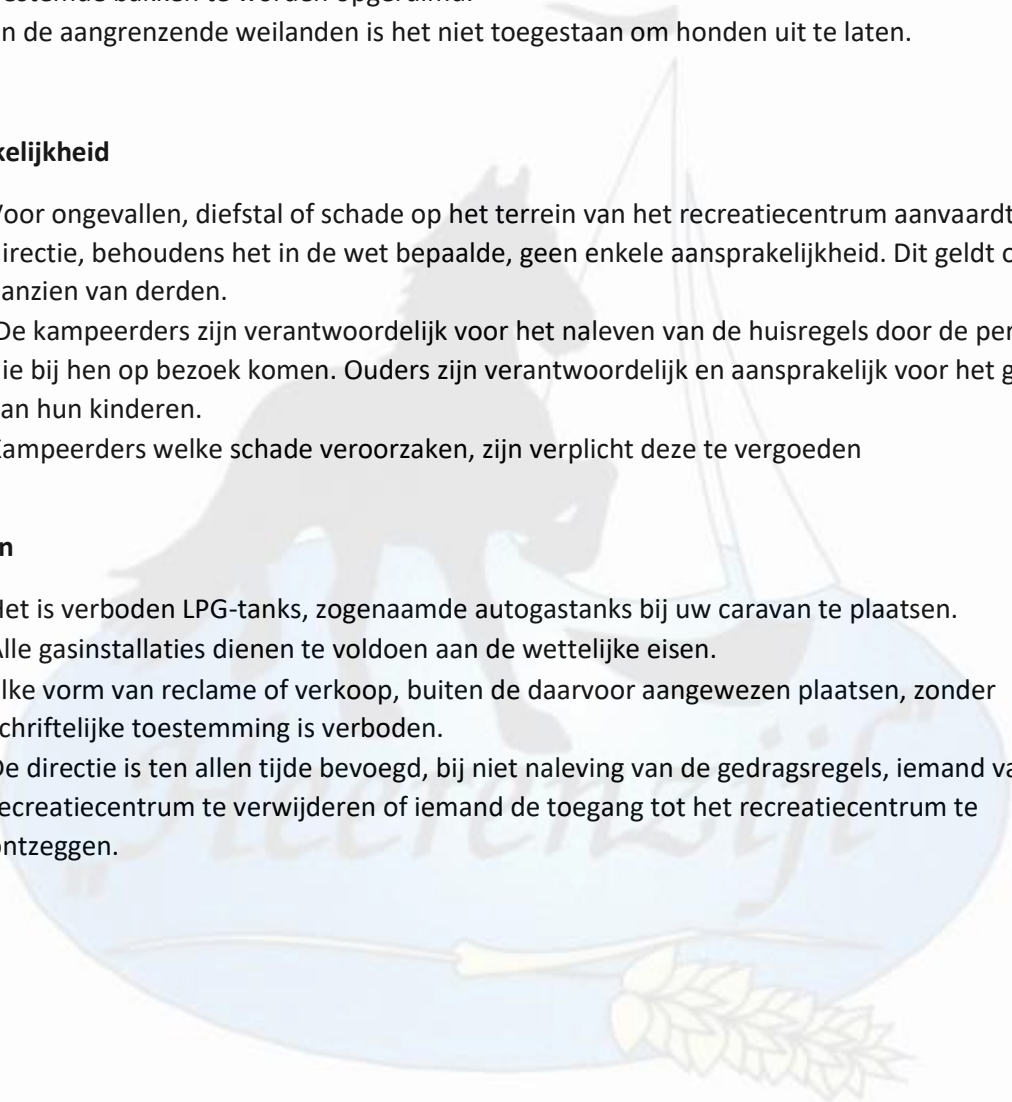 estemde bakken te worden opgeruimd.
n de aangrenzende weilanden is het niet toegestaan om honden uit te laten.
kelijkheid
Voor ongevallen, diefstal of schade op het terrein van het recreatiecentrum aanvaardt
irectie, behoudens het in de wet bepaalde, geen enkele aansprakelijkheid. Dit geldt o
anzien van derden.
De kampeerders zijn verantwoordelijk voor het naleven van de huisregels door de per
ie bij hen op bezoek komen. Ouders zijn verantwoordelijk en aansprakelijk voor het g
an hun kinderen.
Kampeerders welke schade veroorzaken, zijn verplicht deze te vergoeden
n
Het is verboden LPG-tanks, zogenaamde autogastanks bij uw caravan te plaatsen.
Alle gasinstallaties dienen te voldoen aan de wettelijke eisen.
lke vorm van reclame of verkoop, buiten de daarvoor aangewezen plaatsen, zonder
chriftelijke toestemming is verboden.
De directie is ten allen tijde bevoegd, bij niet naleving van de gedragsregels, iemand va
recreatiecentrum te verwijderen of iemand de toegang tot het recreatiecentrum te
ontzeggen.
"Heerenzijl"